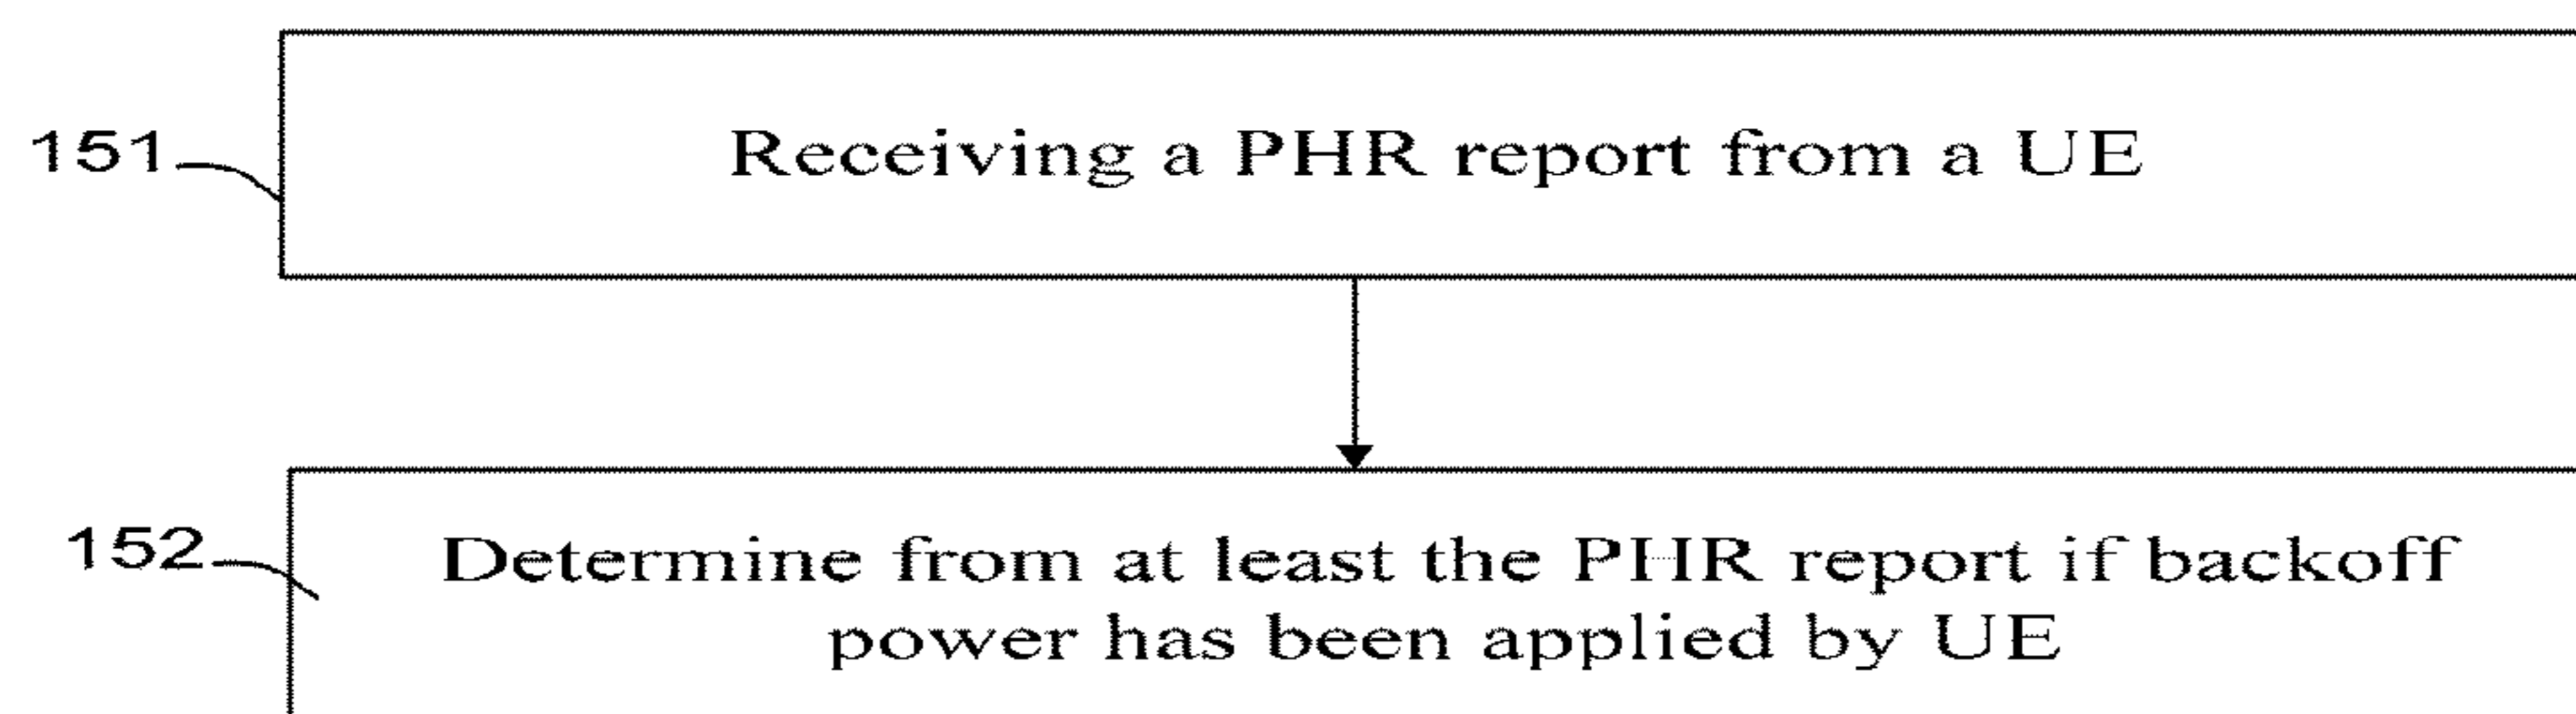 151
Receiving a PHR report from a UE
152
Determine from at least the PHR report if backoff
power has been applied by UE